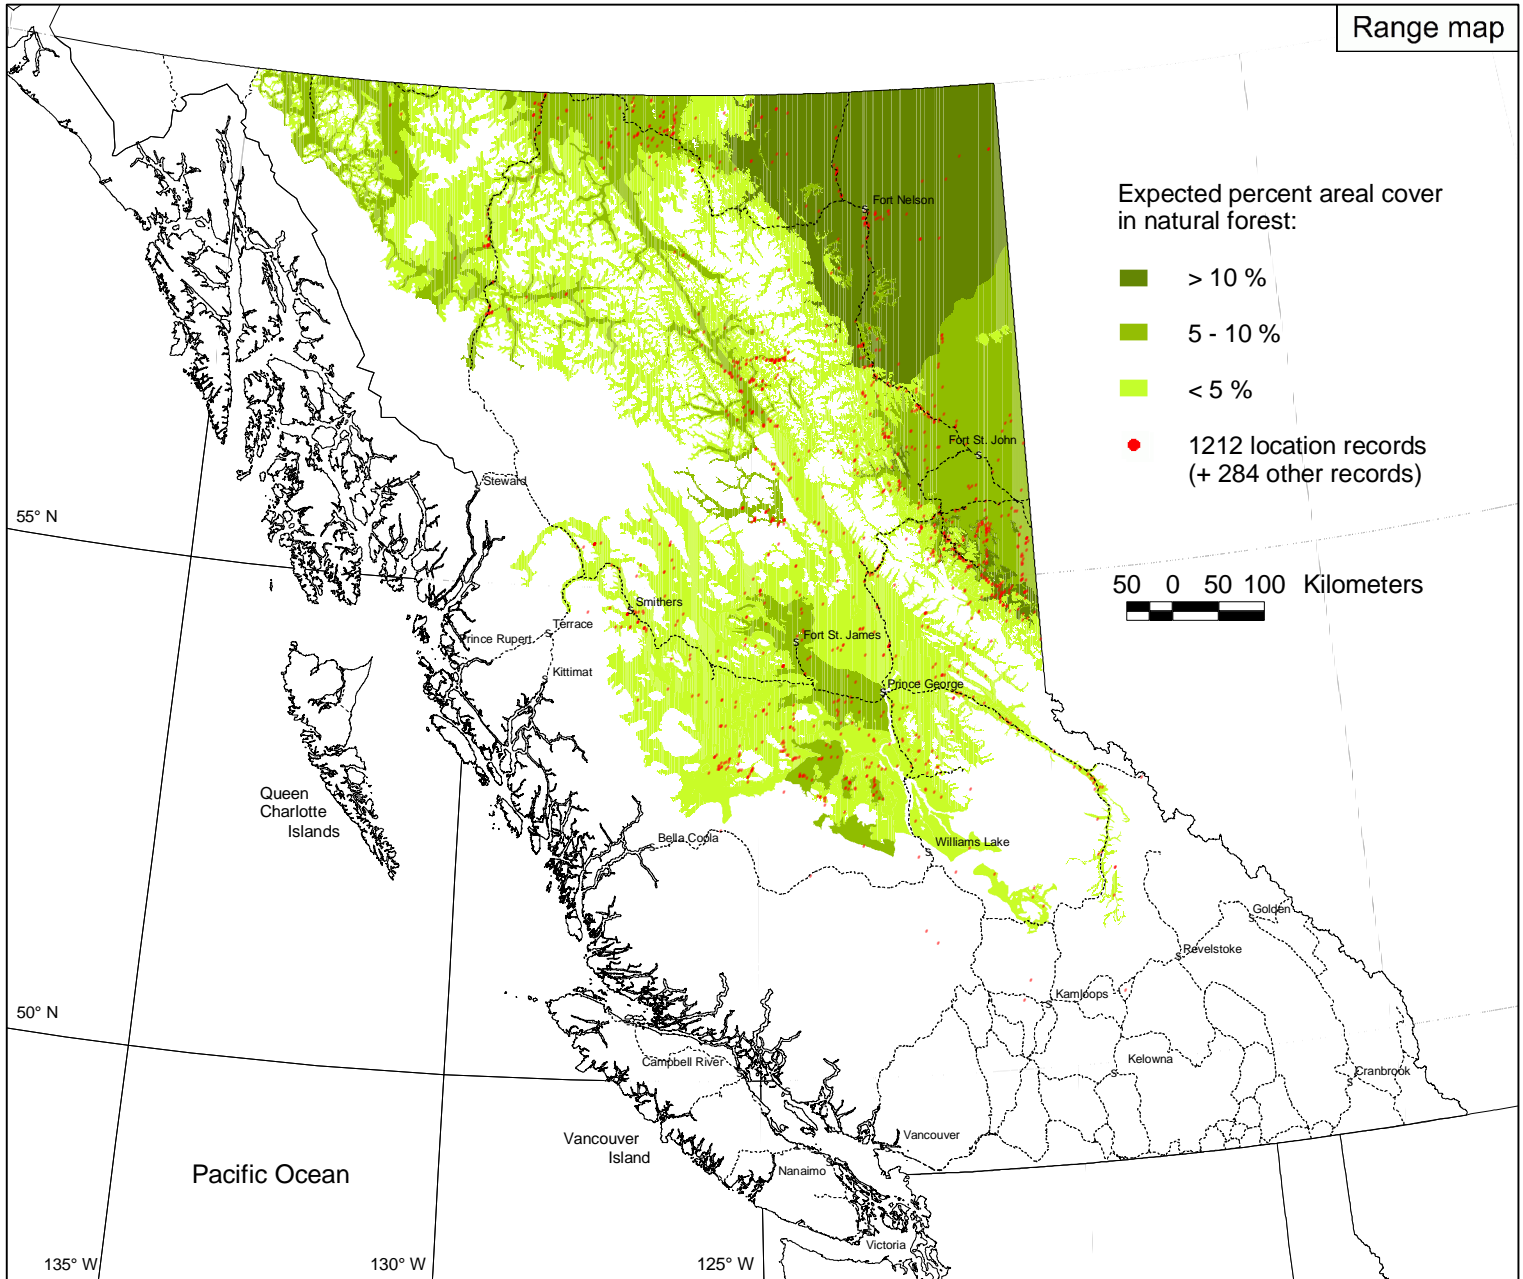 Range map
Fort Nelson
Expected percent areal cover
in natural forest:
> 10 %
5 - 10 %
< 5 %
1212 location records
(+ 284 other records)
Fort St. John
Steward
55° N
50 0 50 100 Kilometers
Smithers
Terrace
Prince Rupert
Fort St. James
Kittimat
Prince George
Queen
Charlotte
Islands
Bella Coola
Williams Lake
Golden
Revelstoke
Kamloops
50° N
Campbell River
Kelowna
Cranbrook
Vancouver
Island
Vancouver
Nanaimo
Pacific Ocean
Victoria
135° W
130° W
125° W